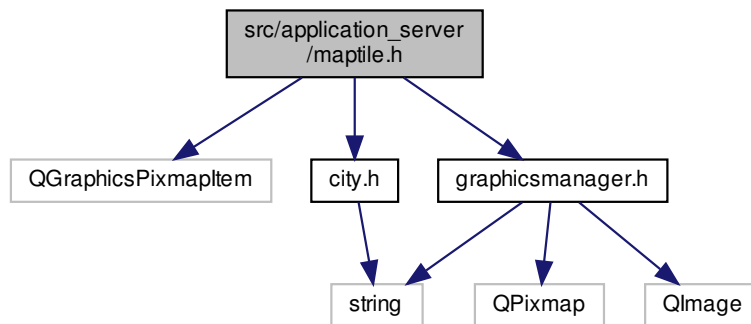 src/application_server
/maptile.h
QGraphicsPixmapItem
city.h
graphicsmanager.h
string
QPixmap
QImage